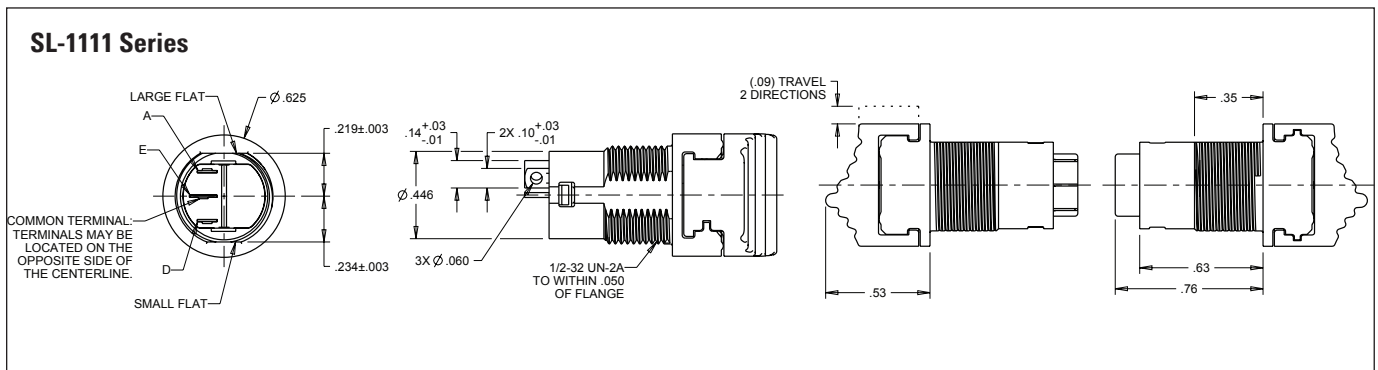 SL-1111 Series
LARGE FLAT
Ø .625
A
E
COMMON TERMINAL:
TERMINALS MAY BE
LOCATED ON THE
OPPOSITE SIDE OF
THE CENTERLINE.
D
SMALL FLAT
.219±.003
.234±.003
.14 +.03 -.01
2X .10 +.03 -.01
Ø .446
3X Ø .060
1/2-32 UN-2A
TO WITHIN .050
OF FLANGE
(.09) TRAVEL
2 DIRECTIONS
.53
.35
.63
.76